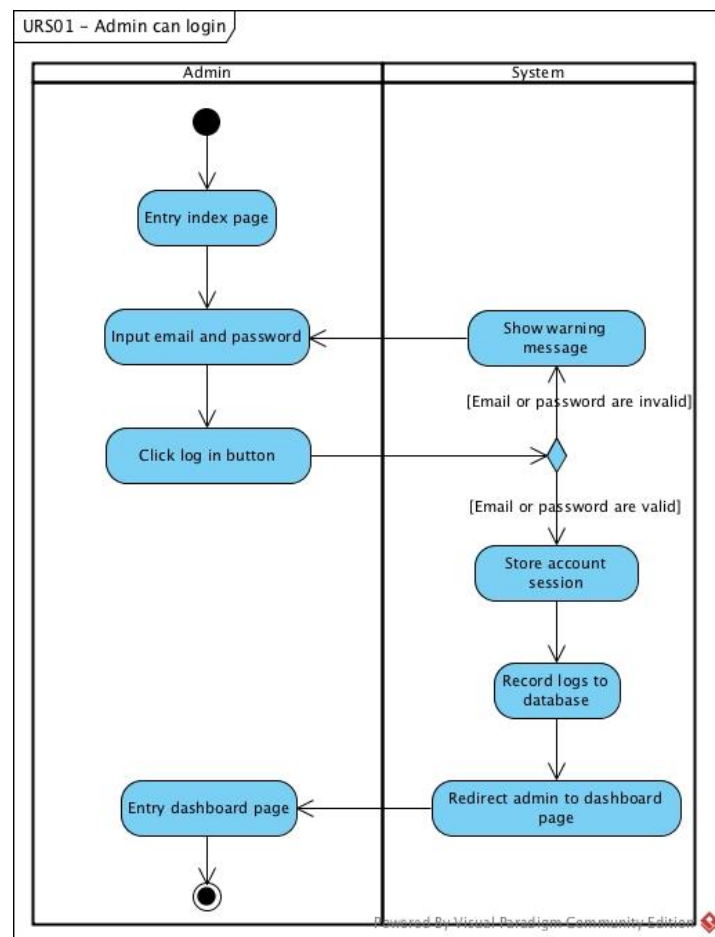 URS01 – Admin can login
Admin
System
Entry index page
Input email and password
Show warning
message
[Email or password are invalid]
Click log in button
[Email or password are valid]
Store account
session
Record logs to
database
Entry dashboard page
Redirect admin to dashboard
page
Powered By Visual Paradigm Community Edition